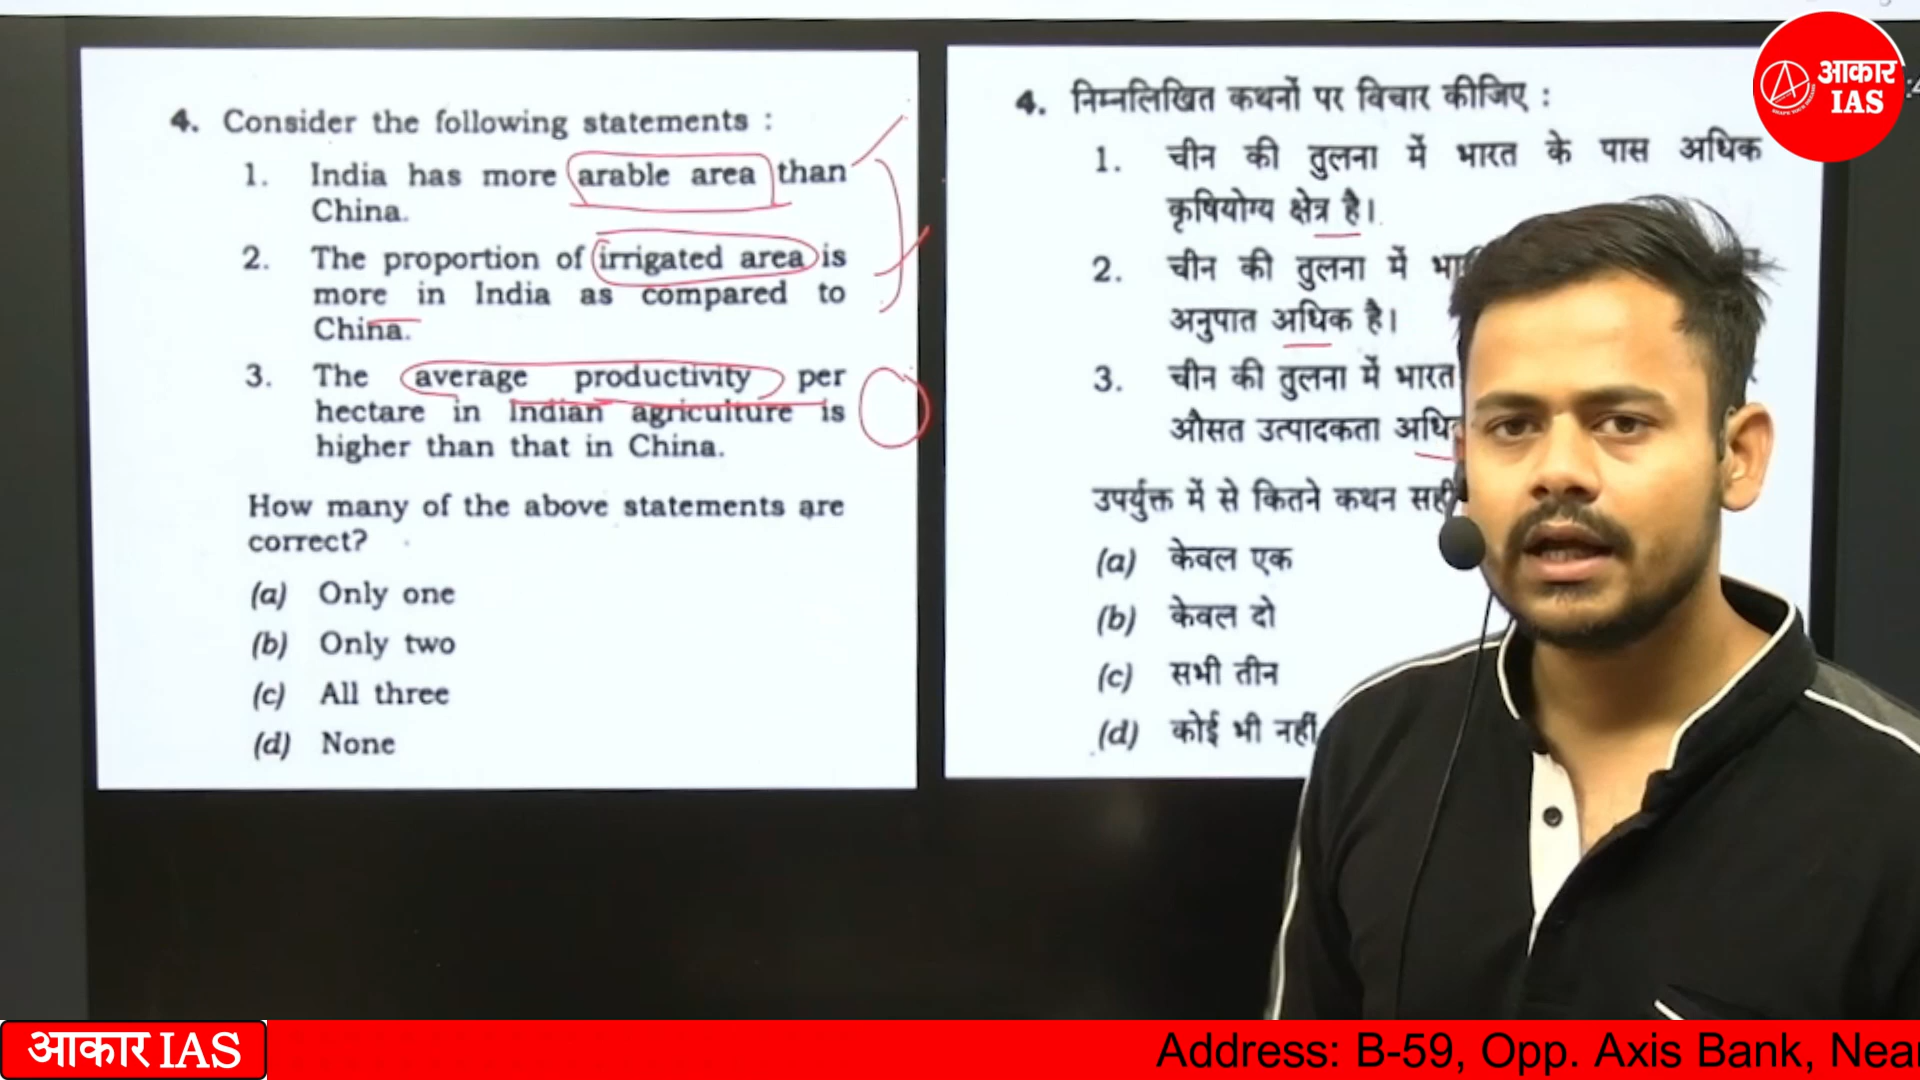 4. Consider the following statements :
1. India has more arable area than
China.
2. The proportion of irrigated area is
more in India as compared to
China.
3. The average productivity per
hectare in Indian agriculture is
higher than that in China.
How many of the above statements are
correct?
(a) Only one
(b) Only two
(c) All three
(d) None
4. निम्नलिखित कथनों पर विचार कीजिए :
1. चीन की तुलना में भारत के पास अधिक
कृषियोग्य क्षेत्र है।
2. चीन की तुलना में
अनुपात अधिक है।
3. चीन की तुलना में भारत
औसत उत्पादकता
उपर्युक्त में से कितने कथन सही
(a) केवल एक
(b) केवल दो
(c) सभी तीन
(d) कोई भी नहीं
आकार
IAS
आकार IAS
Address: B-59, Opp. Axis Bank,